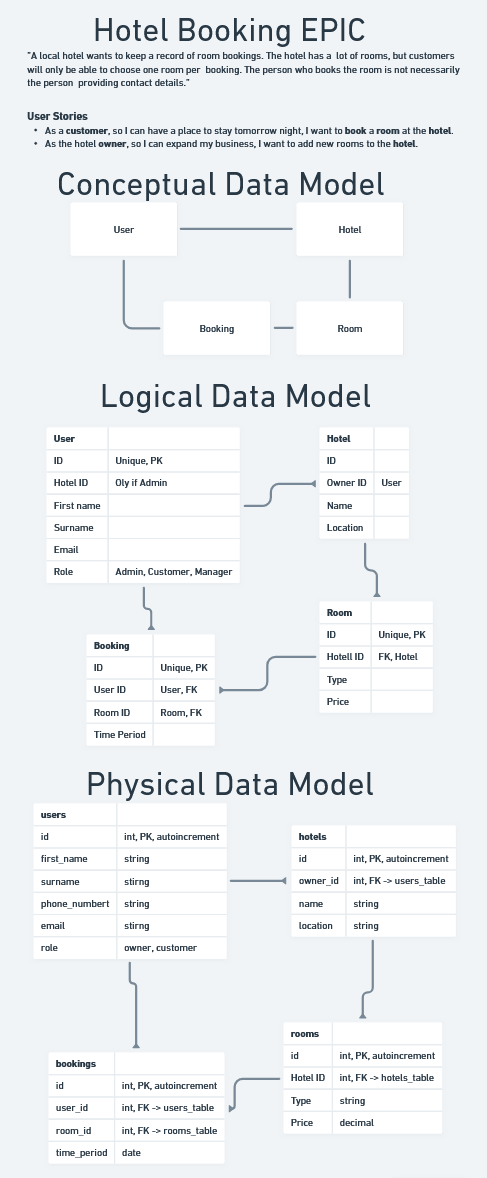 Hotel Booking EPIC
"A local hotel wants to keep a record of room bookings. The hotel has a lot of rooms, but customers
will only be able to choose one room per booking. The person who books the room is not necessarily
the person providing contact details."
User Stories
• As a customer, so I can have a place to stay tomorrow night, I want to book a room at the hotel.
• As the hotel owner, so I can expand my business, I want to add new rooms to the hotel.
Conceptual Data Model
User
Hotel
Booking
Room
Logical Data Model
User
ID Unique, PK
Hotel ID Oly if Admin
First name
Surname
Email
Role Admin, Customer, Manager
Hotel
ID
Owner ID User
Name
Location
Booking
ID Unique, PK
User ID User, FK
Room ID Room, FK
Time Period
Room
ID Unique, PK
Hotell ID FK, Hotel
Type
Price
Physical Data Model
users
id int, PK, autoincrement
first_name string
surname stirng
phone_numbert string
email stirng
role owner, customer
hotels
id int, PK, autoincrement
owner_id int, FK -> users_table
name string
location string
bookings
id int, PK, autoincrement
user_id int, FK -> users_table
room_id int, FK -> rooms_table
time_period date
rooms
id int, PK, autoincrement
Hotel ID int, FK -> hotels_table
Type string
Price decimal